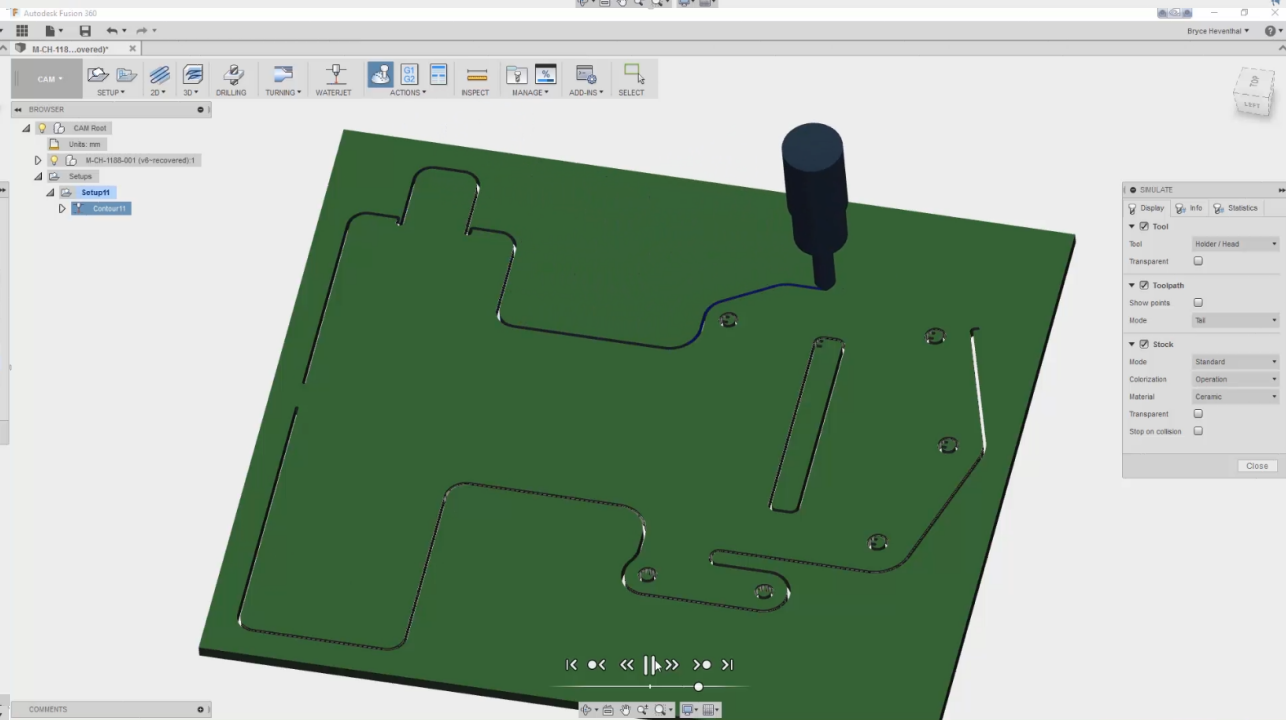 Autodesk Fusion 360
Bryce Heventhal
M-CH-118...overed)*
CAM
SETUP
2D
3D
DRILLING
TURNING
WATERJET
G1
G2
ACTIONS
INSPECT
MANAGE
ADD-INS
SELECT
LEFT
BROWSER
CAM Root
Units: mm
M-CH-1188-001 (v6~recovered):1
Setups
Setup11
Contour11
SIMULATE
Display Info Statistics
Tool
Tool Holder / Head
Transparent
Toolpath
Show points
Mode Tail
Stock
Mode Standard
Colorization Operation
Material Ceramic
Transparent
Stop on collision
Close
COMMENTS